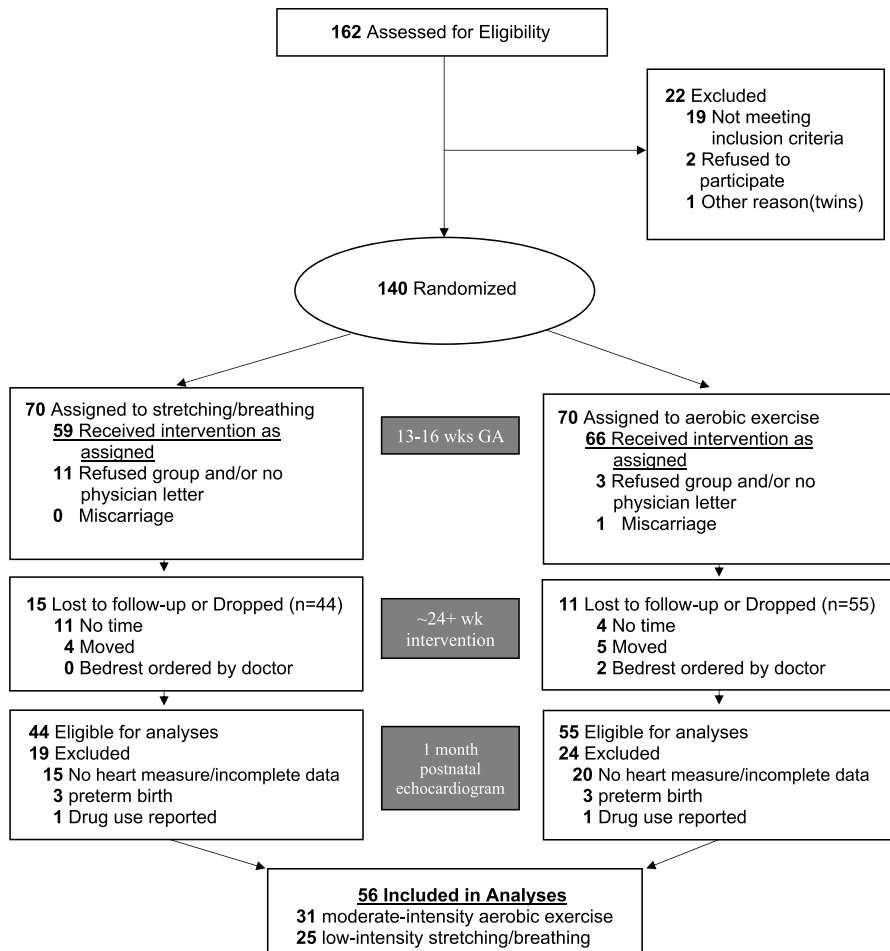 162 Assessed for Eligibility
22 Excluded
19 Not meeting
inclusion criteria
2 Refused to
participate
1 Other reason(twins)
140 Randomized
70 Assigned to stretching/breathing
59 Received intervention as
assigned
11 Refused group and/or no
physician letter
0 Miscarriage
13-16 wks GA
70 Assigned to aerobic exercise
66 Received intervention as
assigned
3 Refused group and/or no
physician letter
1 Miscarriage
15 Lost to follow-up or Dropped (n=44)
11 No time
4 Moved
0 Bedrest ordered by doctor
~24+ wk
intervention
11 Lost to follow-up or Dropped (n=55)
4 No time
5 Moved
2 Bedrest ordered by doctor
44 Eligible for analyses
19 Excluded
15 No heart measure/incomplete data
3 preterm birth
1 Drug use reported
1 month
postnatal
echocardiogram
55 Eligible for analyses
24 Excluded
20 No heart measure/incomplete data
3 preterm birth
1 Drug use reported
56 Included in Analyses
31 moderate-intensity aerobic exercise
25 low-intensity stretching/breathing